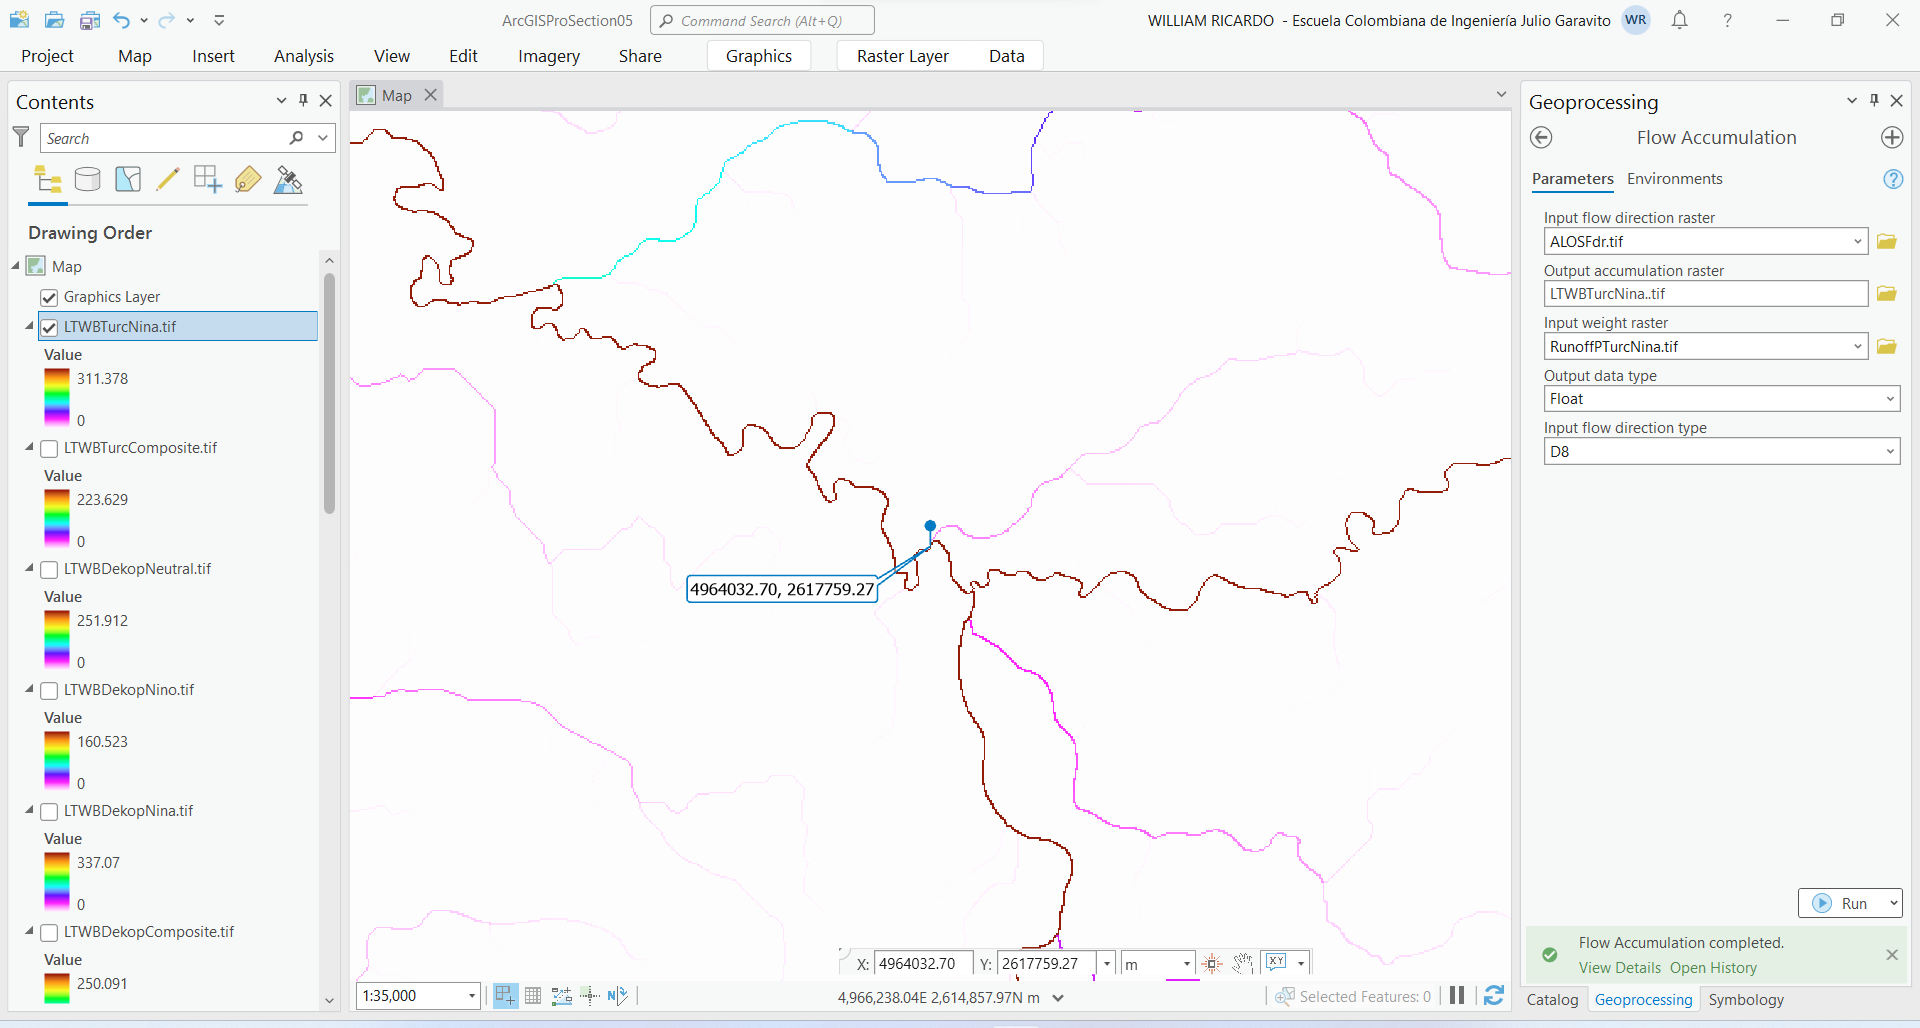 ArcGISProSection05
Command Search (Alt+Q)
WILLIAM RICARDO - Escuela Colombiana de Ingeniería Julio Garavito
WR
?
Project
Map
Insert
Analysis
View
Edit
Imagery
Share
Graphics
Raster Layer
Data
Contents
Search
Drawing Order
Map
Graphics Layer
LTWBTurcNina.tif
Value
311.378
0
LTWBTurcComposite.tif
Value
223.629
0
LTWBDekopNeutral.tif
Value
251.912
0
LTWBDekopNino.tif
Value
160.523
0
LTWBDekopNina.tif
Value
337.07
0
LTWBDekopComposite.tif
Value
250.091
Map
4964032.70, 2617759.27
X: 4964032.70 Y: 2617759.27 m XY
1:35,000
N
4,966,238.04E 2,614,857.97N m
Selected Features: 0
Geoprocessing
Flow Accumulation
Parameters Environments
?
Input flow direction raster
ALOSFdr.tif
Output accumulation raster
LTWBTurcNina..tif
Input weight raster
RunoffPTurcNina.tif
Output data type
Float
Input flow direction type
D8
Run
Flow Accumulation completed.
View Details Open History
Catalog Geoprocessing Symbology